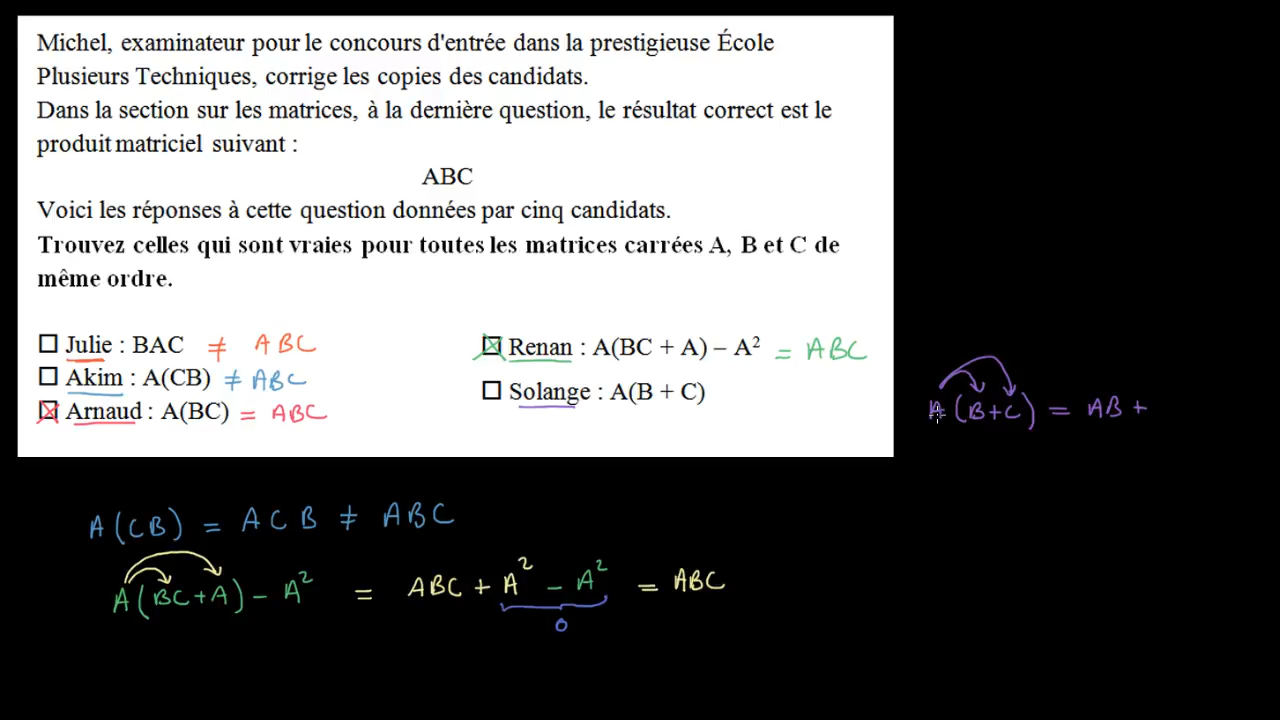 Michel, examinateur pour le concours d'entrée dans la prestigieuse École
Plusieurs Techniques, corrige les copies des candidats.
Dans la section sur les matrices, à la dernière question, le résultat correct est le
produit matriciel suivant :
ABC
Voici les réponses à cette question données par cinq candidats.
Trouvez celles qui sont vraies pour toutes les matrices carrées A, B et C de
même ordre.
☐ Julie : BAC ≠ ABC
☐ Akim : A(CB) ≠ ABC
☒ Arnaud : A(BC) = ABC
☒ Renan : A(BC + A) – A² = ABC
☐ Solange : A(B + C)
A(B+C) = AB +
A(CB) = ACB ≠ ABC
A(BC+A) - A² = ABC + A² - A² = ABC
0